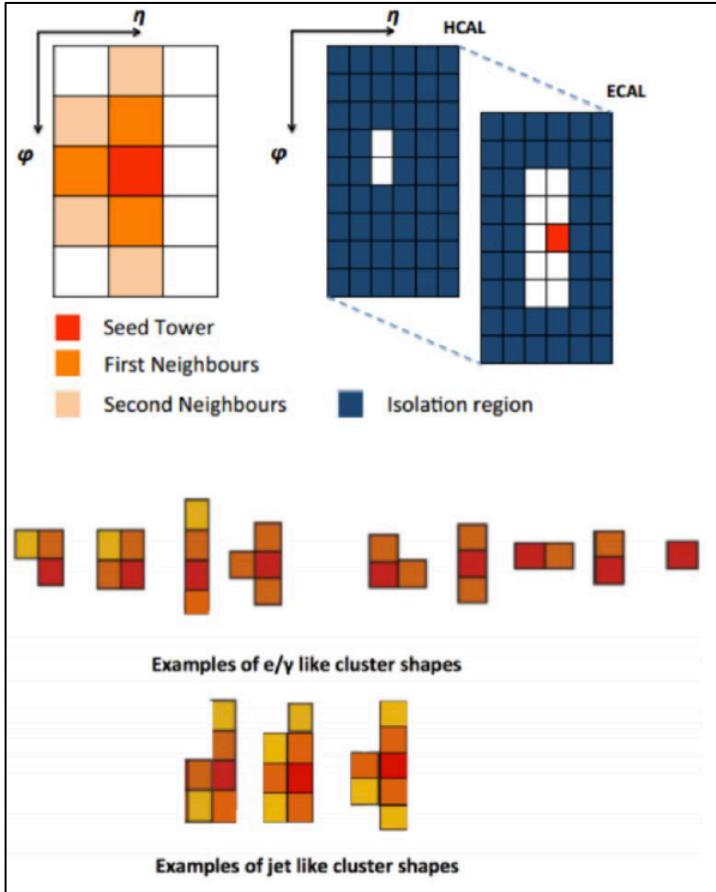 η
η
HCAL
ECAL
φ
φ
Seed Tower
First Neighbours
Second Neighbours
Isolation region
Examples of e/γ like cluster shapes
Examples of jet like cluster shapes